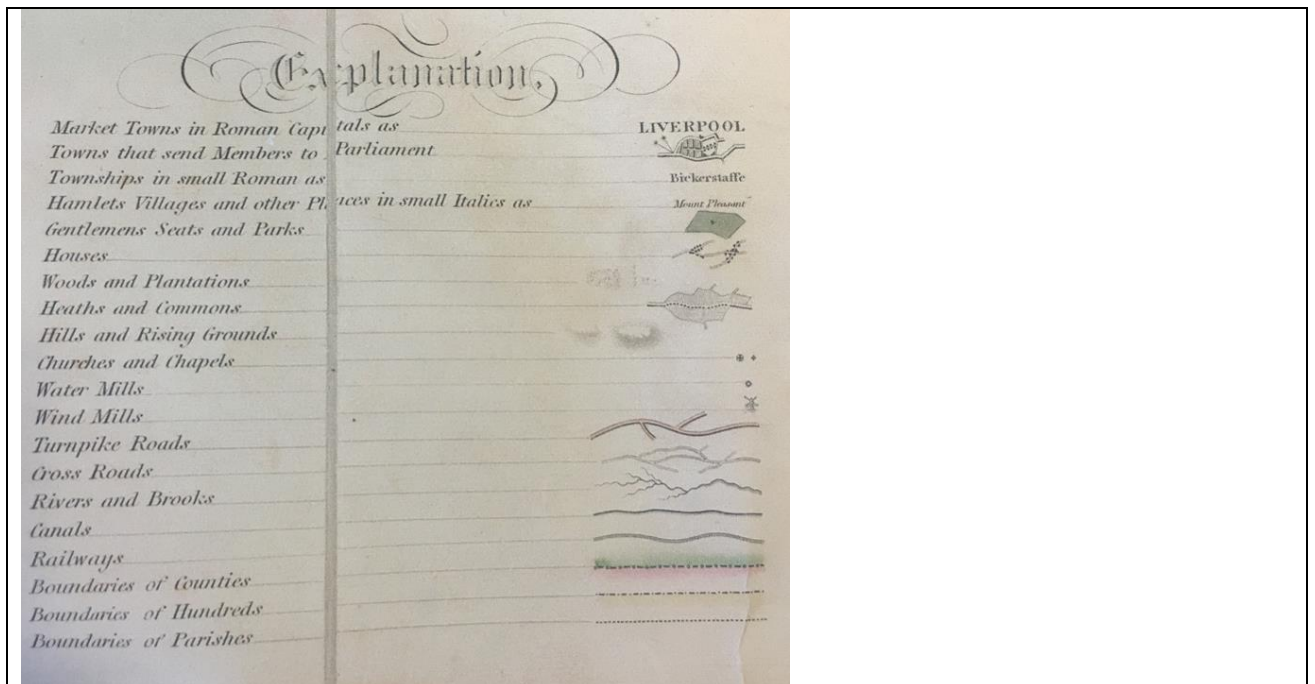 Explanation.
Market Towns in Roman Capitals as LIVERPOOL
Towns that send Members to Parliament
Townships in small Roman as Bickerstaffe
Hamlets Villages and other Places in small Italics as Mount Pleasant
Gentlemens Seats and Parks
Houses
Woods and Plantations
Heaths and Commons
Hills and Rising Grounds
Churches and Chapels
Water Mills
Wind Mills
Turnpike Roads
Cross Roads
Rivers and Brooks
Canals
Railways
Boundaries of Counties
Boundaries of Hundreds
Boundaries of Parishes